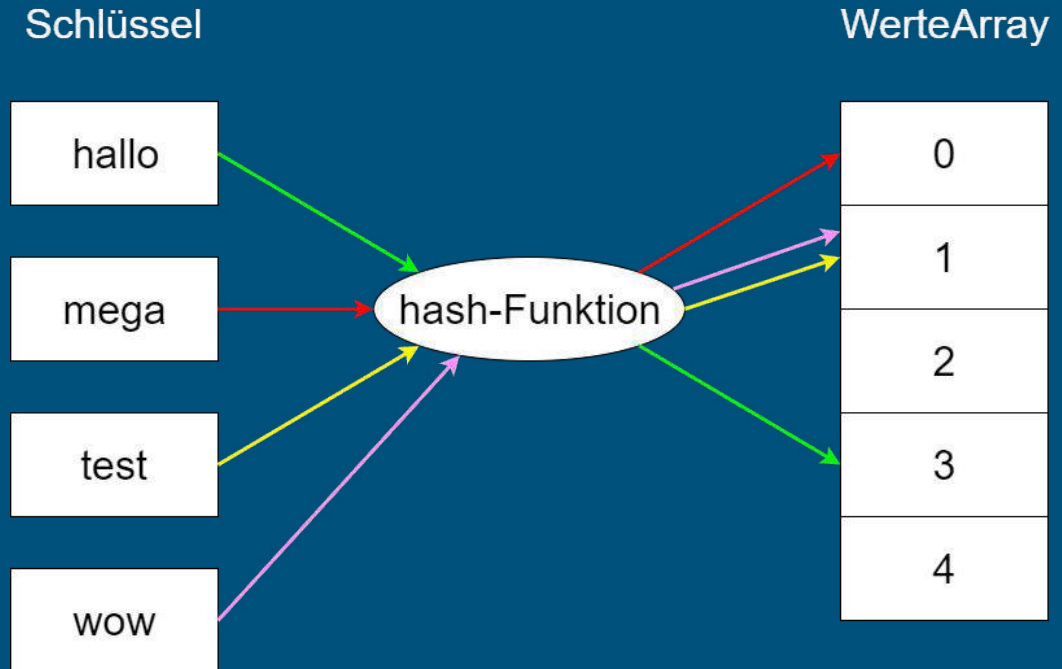 Schlüssel
WerteArray
hallo
mega
test
wow
hash-Funktion
0
1
2
3
4